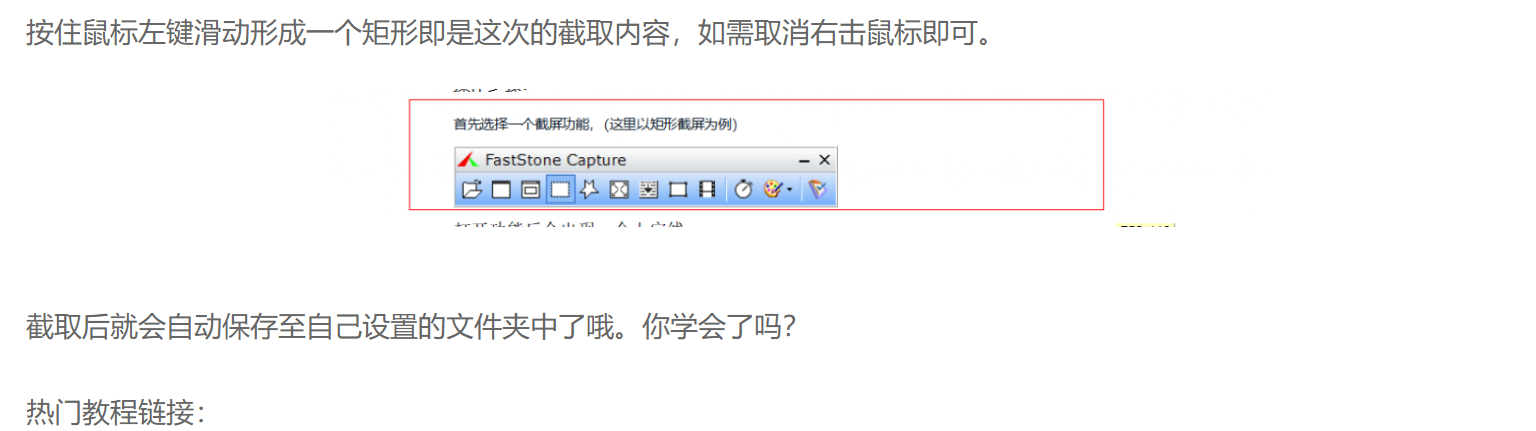 按住鼠标左键滑动形成一个矩形即是这次的截取内容，如需取消右击鼠标即可。
首先选择一个截屏功能，(这里以矩形截屏为例)
FastStone Capture
截取后就会自动保存至自己设置的文件夹中了哦。你学会了吗？
热门教程链接：